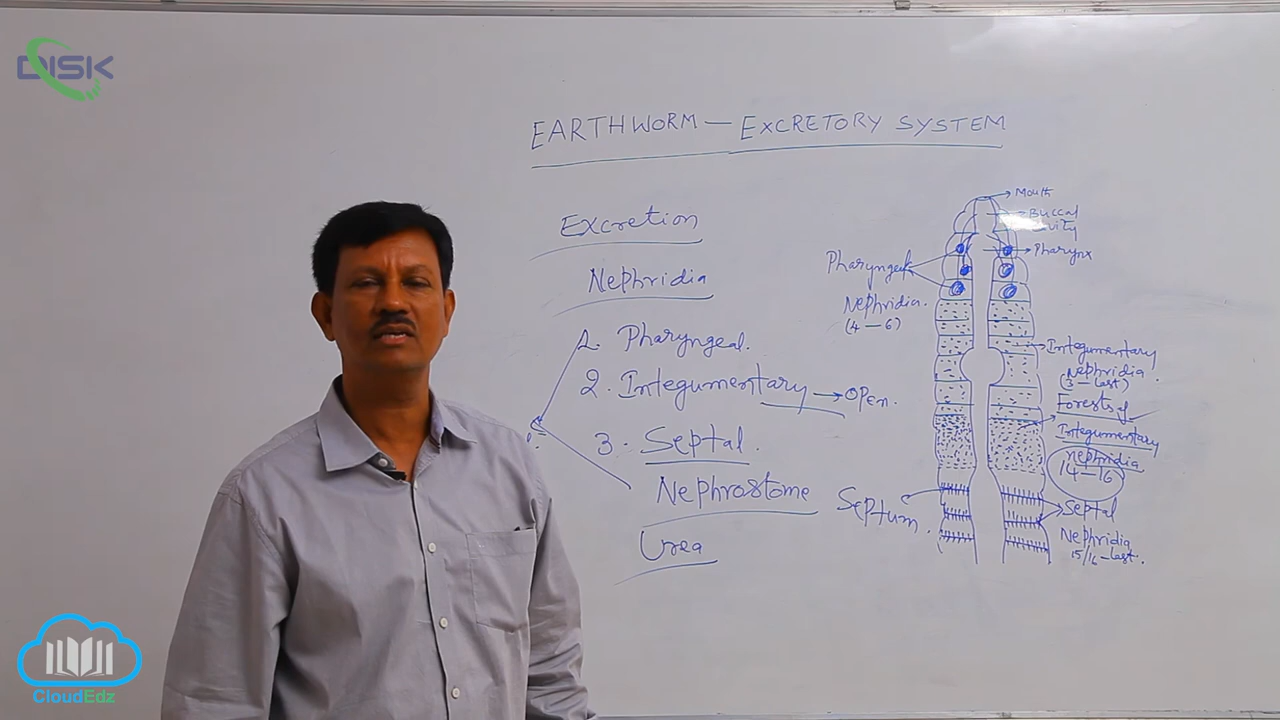 DISK
EARTHWORM — EXCRETORY SYSTEM
Excretion
Nephridia
1. Pharyngeal.
2. Integumentary → OPen.
3. Septal.
Nephrostome
Urea
Mouth
Buccal
cavity
Pharynx
Pharyngeal
Nephridia.
(4 — 6)
Integumentary
Nephridia.
(3 — last)
Forests of
Integumentary
nephridia
14 — 16
Septum.
Septal
Nephridia
15/16 — last.
CloudEdz